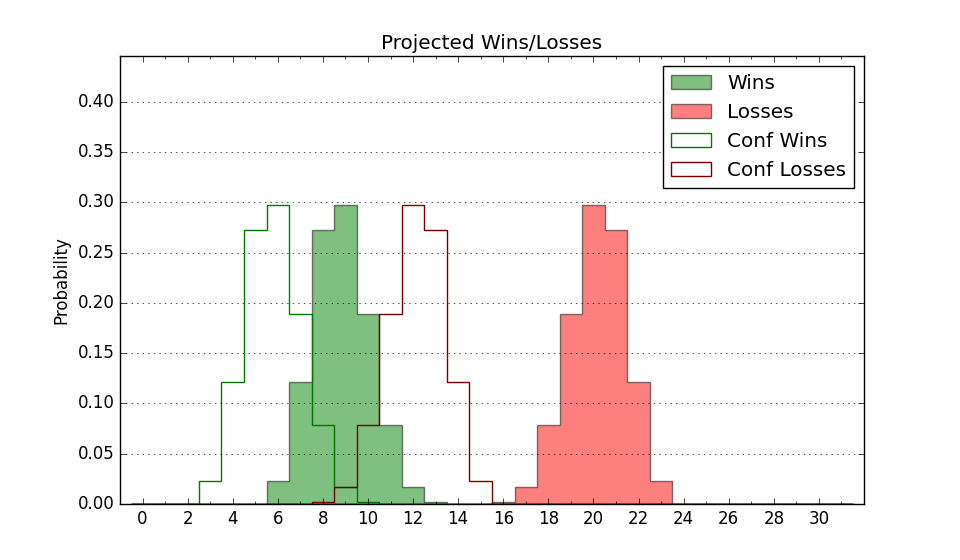 Projected Wins/Losses
Probability
0.40
0.35
0.30
0.25
0.20
0.15
0.10
0.05
0.00
0 2 4 6 8 10 12 14 16 18 20 22 24 26 28 30
Wins
Losses
Conf Wins
Conf Losses